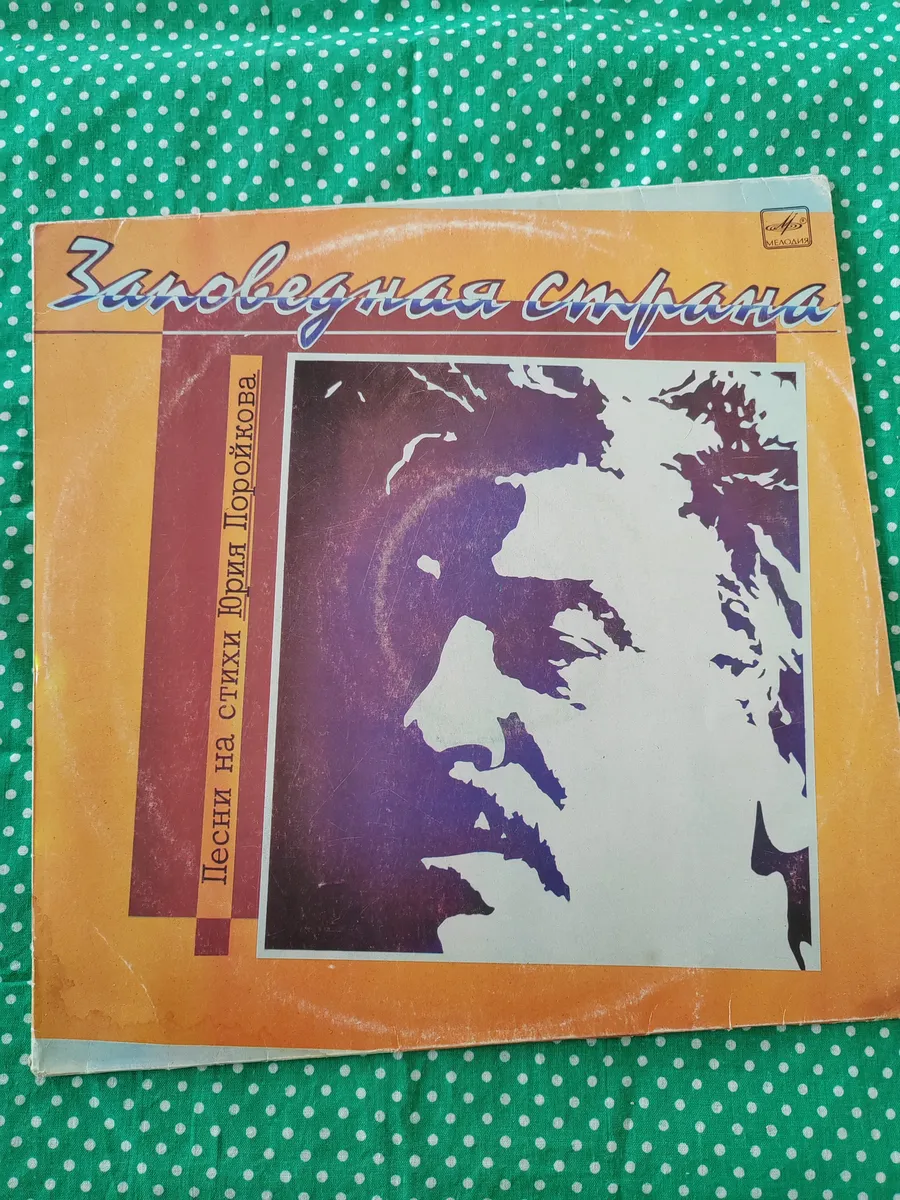 МЕЛОДИЯ
Заповедная страна
Песни на стихи Юрия Поройкова